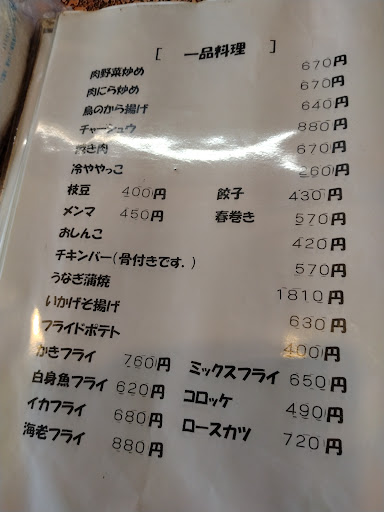 [ 一品料理 ]
肉野菜炒め 670円
肉にら炒め 670円
鳥のから揚げ 640円
チャーシュウ 880円
焼き肉 670円
冷ややっこ 260円
枝豆 400円 餃子 430円
メンマ 450円 春巻き 570円
おしんこ 420円
チキンバー(骨付きです.) 570円
うなぎ蒲焼 1810円
いかげそ揚げ 630円
フライドポテト 400円
かきフライ 760円 ミックスフライ 650円
白身魚フライ 620円 コロッケ 490円
イカフライ 680円 ロースカツ 720円
海老フライ 880円